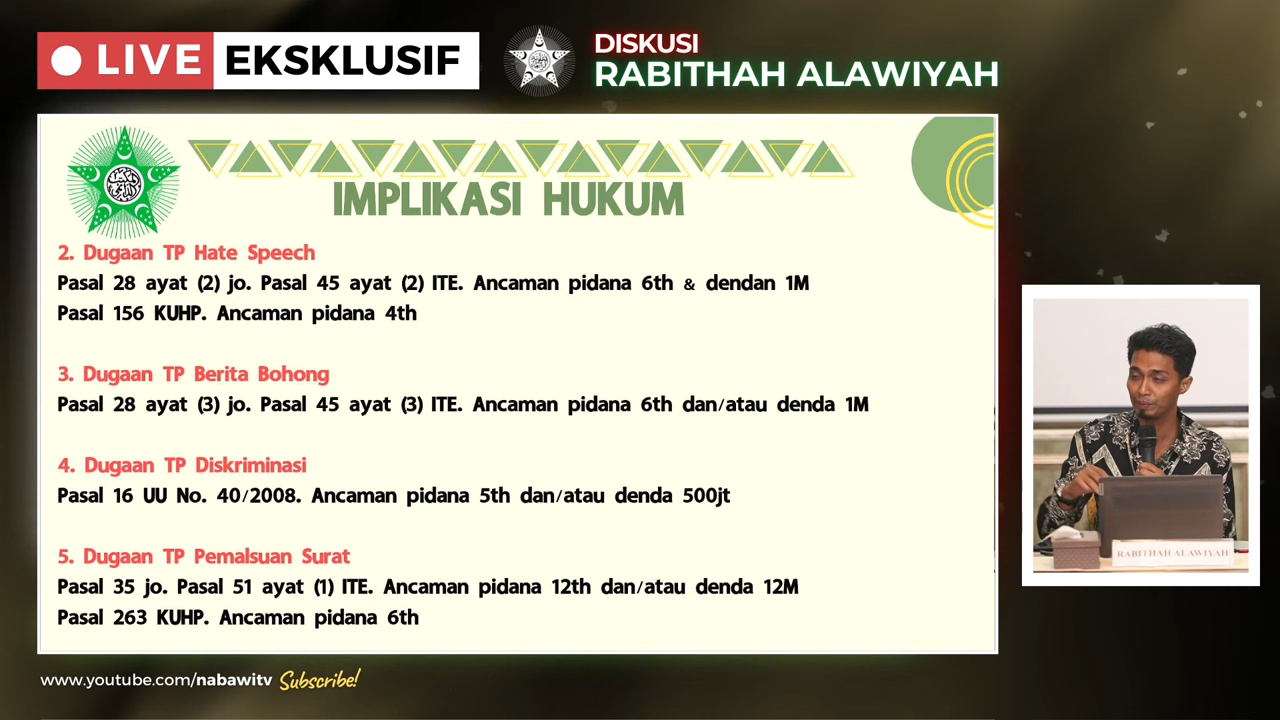 LIVE EKSKLUSIF
DISKUSI
RABITHAH ALAWIYAH
IMPLIKASI HUKUM
2. Dugaan TP Hate Speech
Pasal 28 ayat (2) jo. Pasal 45 ayat (2) ITE. Ancaman pidana 6th & dendan 1M
Pasal 156 KUHP. Ancaman pidana 4th
3. Dugaan TP Berita Bohong
Pasal 28 ayat (3) jo. Pasal 45 ayat (3) ITE. Ancaman pidana 6th dan/atau denda 1M
4. Dugaan TP Diskriminasi
Pasal 16 UU No. 40/2008. Ancaman pidana 5th dan/atau denda 500jt
5. Dugaan TP Pemalsuan Surat
Pasal 35 jo. Pasal 51 ayat (1) ITE. Ancaman pidana 12th dan/atau denda 12M
Pasal 263 KUHP. Ancaman pidana 6th
RABITHAH ALAWIYAH
www.youtube.com/nabawitv Subscribe!